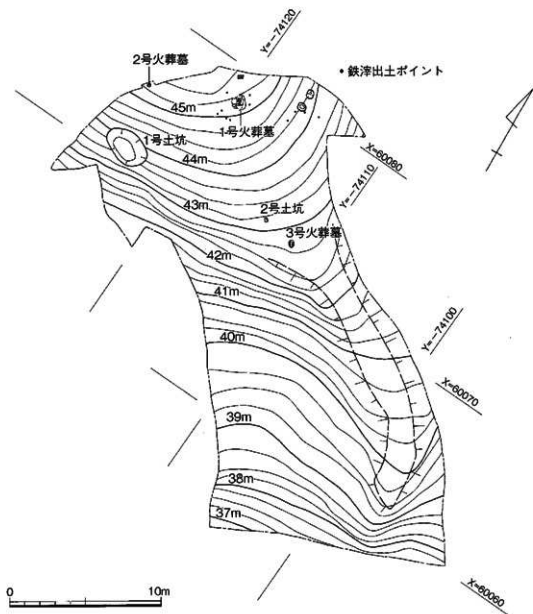 Y=-74120
2号火葬墓
• 鉄滓出土ポイント
45m
1号火葬墓
1号土坑
44m
X=60080
Y=-74110
43m
2号土坑
3号火葬墓
42m
41m
40m
Y=-74100
X=60070
39m
38m
37m
0 10m
X=60060